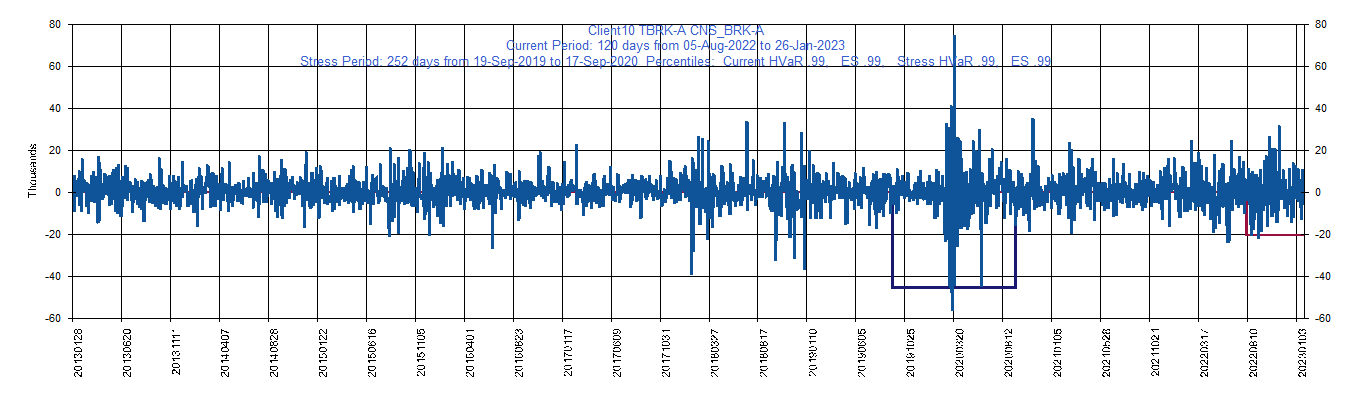 Client10 TBRK-A CNS_BRK-A
Current Period: 120 days from 05-Aug-2022 to 26-Jan-2023
Stress Period: 252 days from 19-Sep-2019 to 17-Sep-2020 Percentiles: Current HVaR .99, ES .99, Stress HVaR .99, ES .99
80 80
60 60
40 40
20 20
0 0
-20 -20
-40 -40
-60 -60
Thousands
20130128 20130620 20131111 20140407 20140828 20150122 20150616 20151105 20160401 20160823 20170117 20170609 20171031 20180327 20180817 20190110 20190605 20191025 20200320 20200812 20210105 20210528 20211021 20220317 20220810 20230103